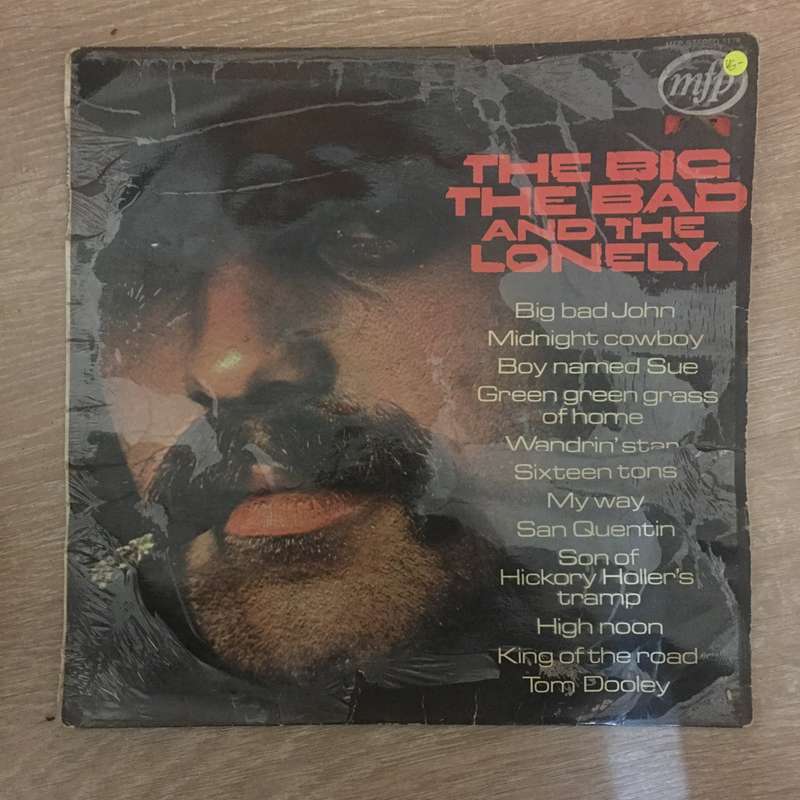 mfp
THE BIG
THE BAD
AND THE
LONELY
Big bad John
Midnight cowboy
Boy named Sue
Green green grass
of home
Wandrin' star
Sixteen tons
My way
San Quentin
Son of
Hickory Holler's
tramp
High noon
King of the road
Tom Dooley